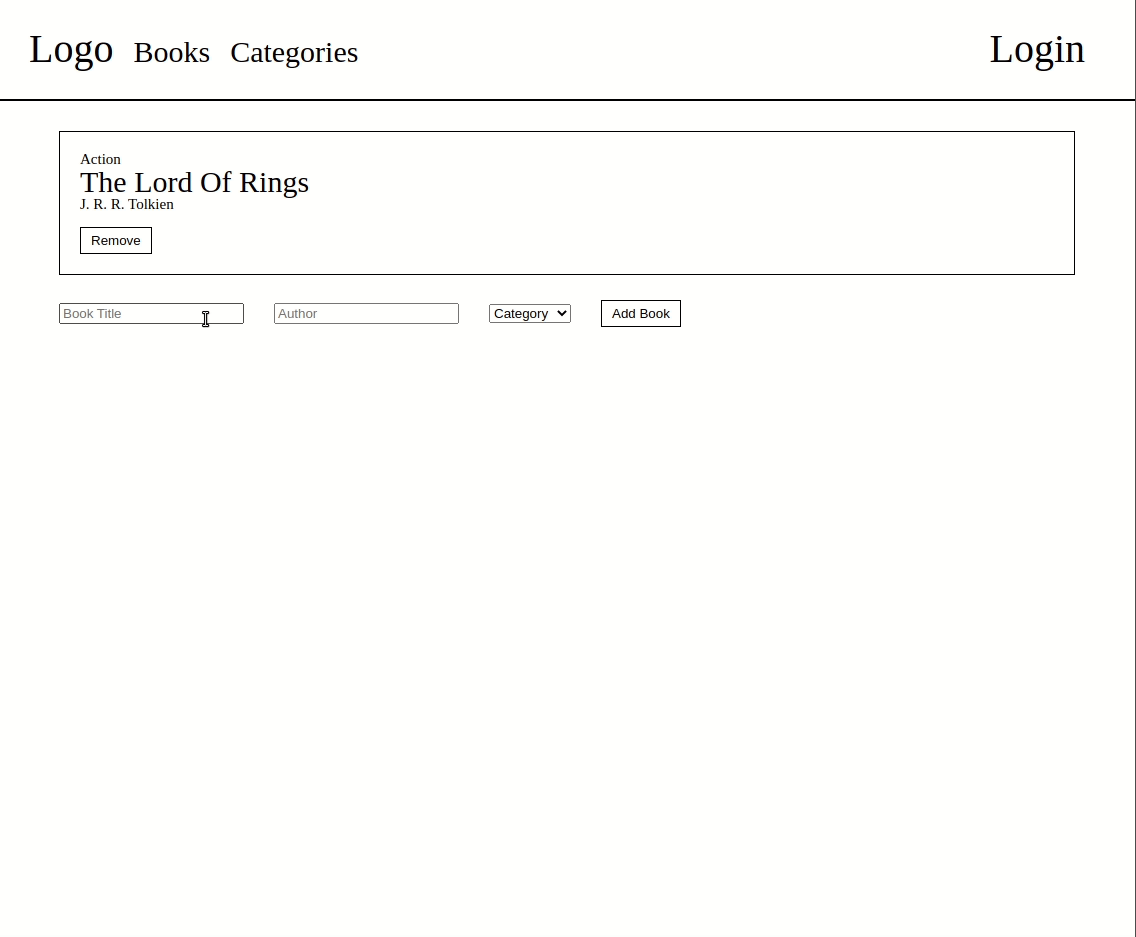 Logo Books Categories Login
Action
The Lord Of Rings
J. R. R. Tolkien
Remove
Book Title Author Category Add Book